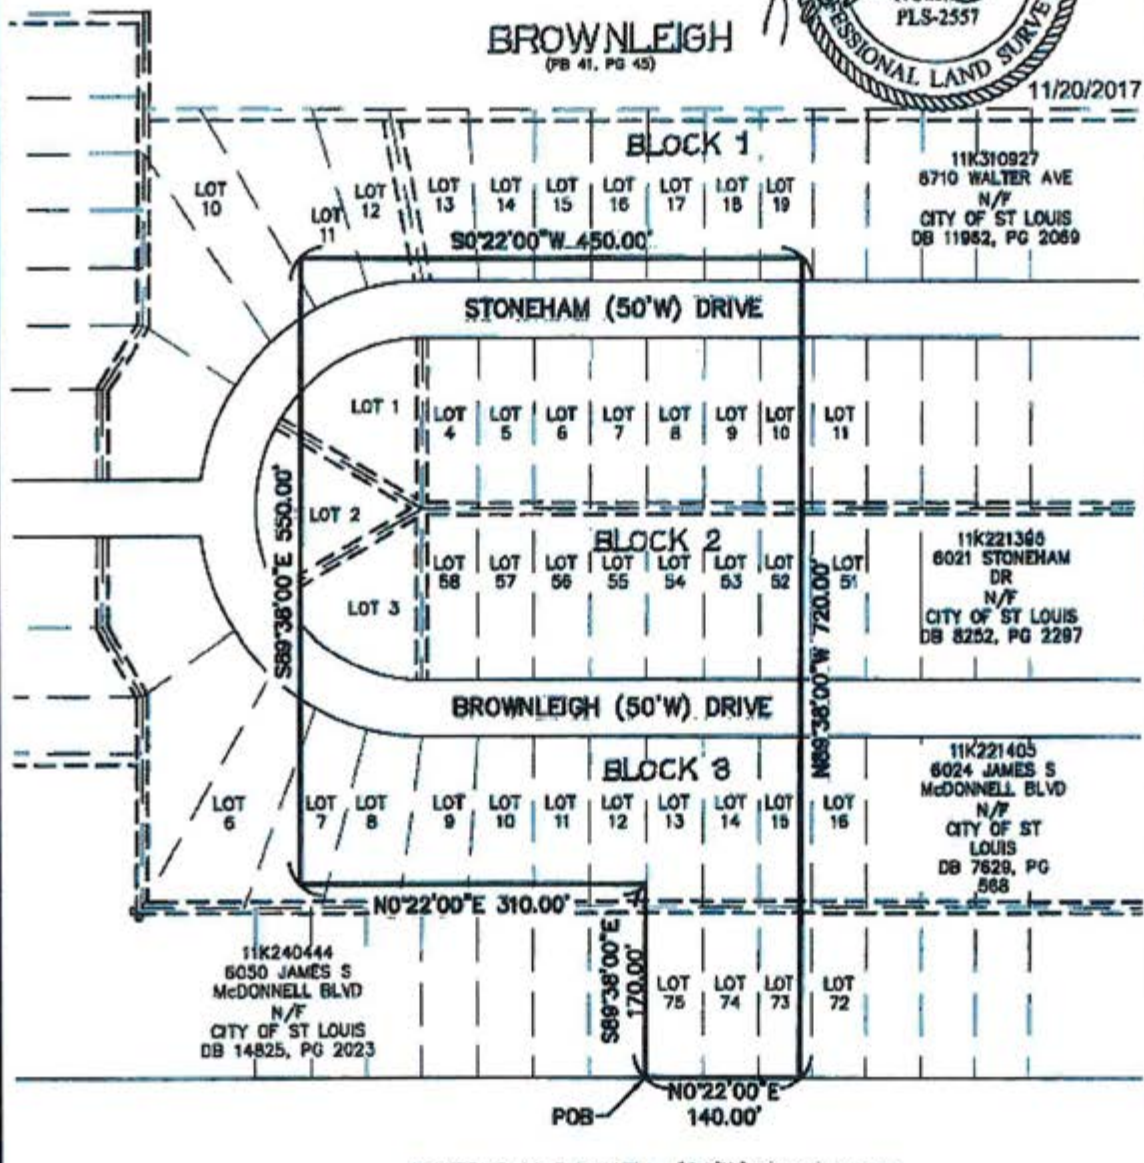 PLS-2557
PROFESSIONAL LAND SURVE
BROWNLEIGH
(PB 41, PG 45)
11/20/2017
BLOCK 1
LOT 10
LOT 11
LOT 12
LOT 13
LOT 14
LOT 15
LOT 16
LOT 17
LOT 18
LOT 19
11K310927
6710 WALTER AVE
N/F
CITY OF ST LOUIS
DB 11952, PG 2069
S0°22'00"W 450.00'
STONEHAM (50'W) DRIVE
LOT 1
LOT 4
LOT 5
LOT 6
LOT 7
LOT 8
LOT 9
LOT 10
LOT 11
S89°38'00"E 550.00'
LOT 2
BLOCK 2
LOT 3
LOT 58
LOT 57
LOT 56
LOT 55
LOT 54
LOT 53
LOT 52
LOT 51
N89°38'00"W 720.00'
11K221395
6021 STONEHAM
DR
N/F
CITY OF ST LOUIS
DB 8252, PG 2297
BROWNLEIGH (50'W) DRIVE
BLOCK 3
LOT 6
LOT 7
LOT 8
LOT 9
LOT 10
LOT 11
LOT 12
LOT 13
LOT 14
LOT 15
LOT 16
11K221405
6024 JAMES S
McDONNELL BLVD
N/F
CITY OF ST
LOUIS
DB 7629, PG
568
N0°22'00"E 310.00'
S89°38'00"E
170.00'
11K240444
6050 JAMES S
McDONNELL BLVD
N/F
CITY OF ST LOUIS
DB 14825, PG 2023
LOT 75
LOT 74
LOT 73
LOT 72
N0°22'00"E
140.00'
POB